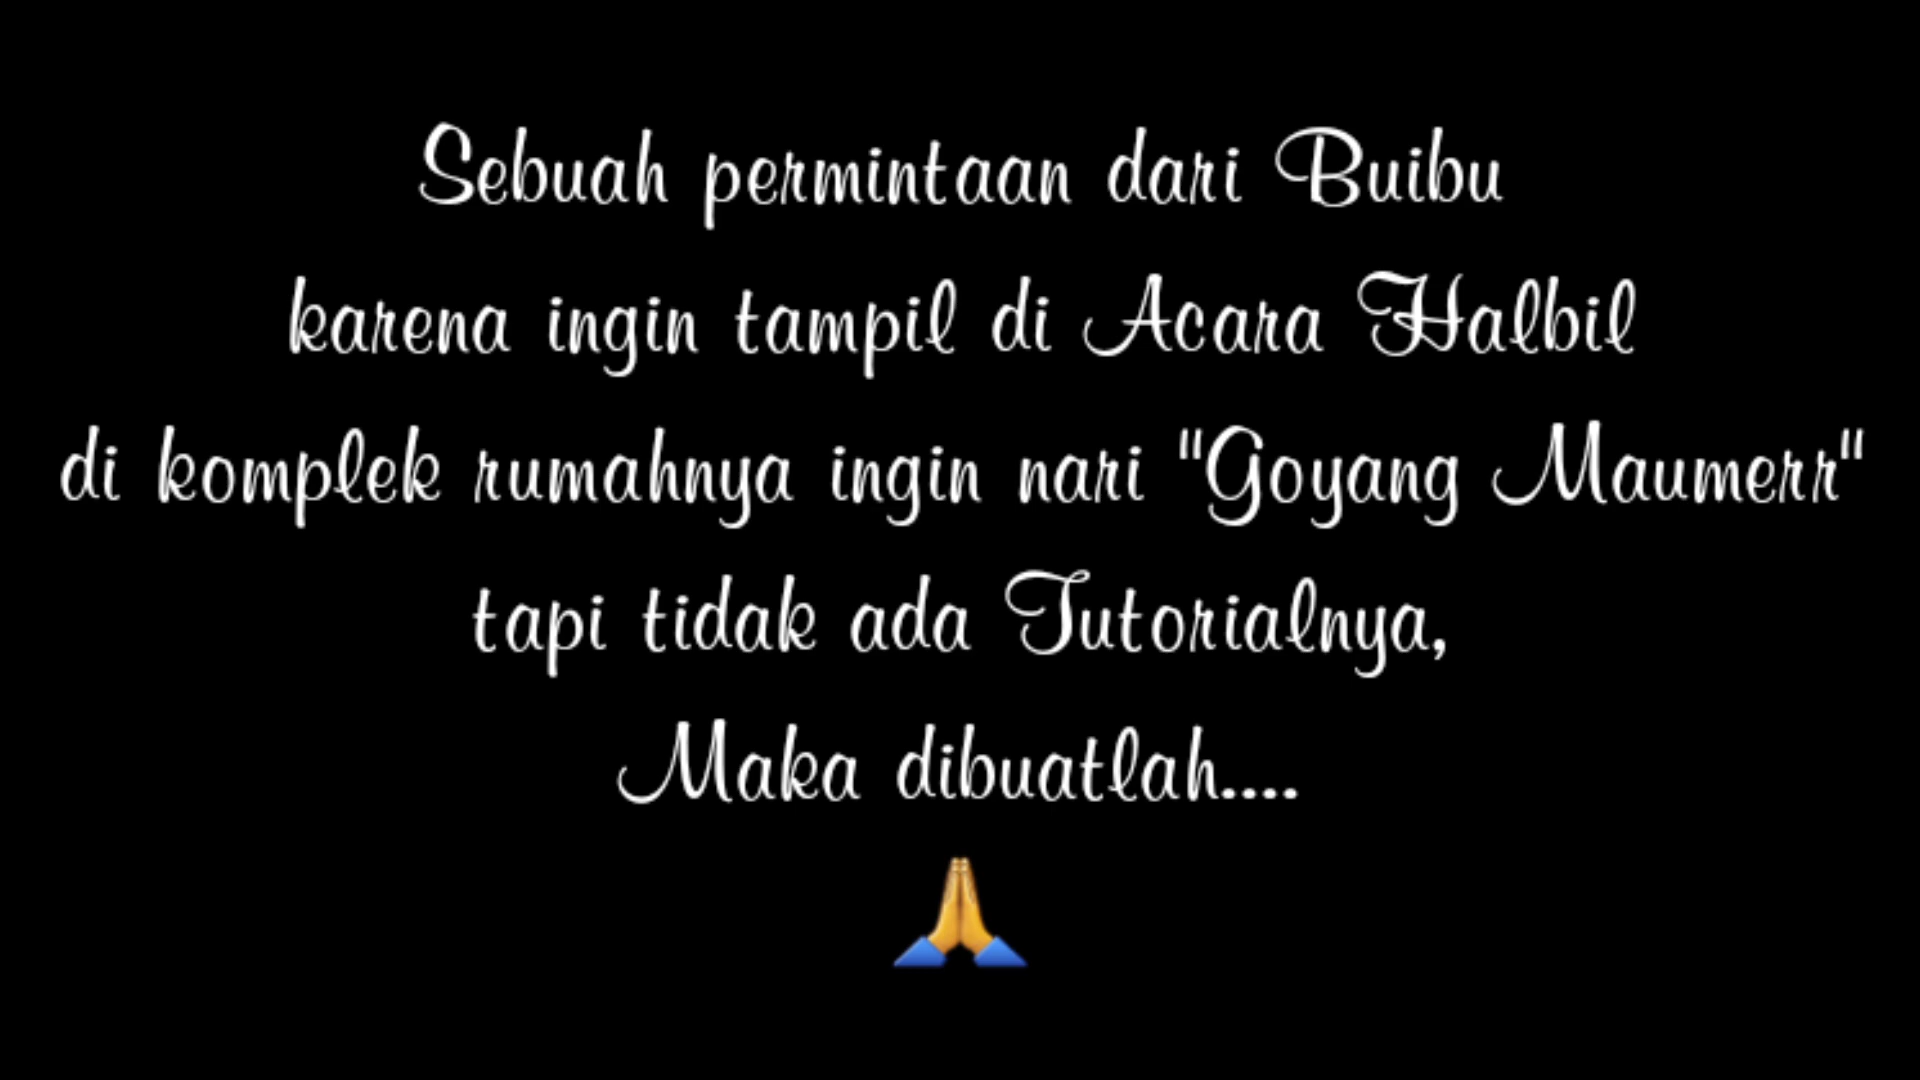 Sebuah permintaan dari Buibu
karena ingin tampil di Acara Halbil
di komplek rumahnya ingin nari "Goyang Maumerr"
tapi tidak ada Tutorialnya,
Maka dibuatlah....
🙏